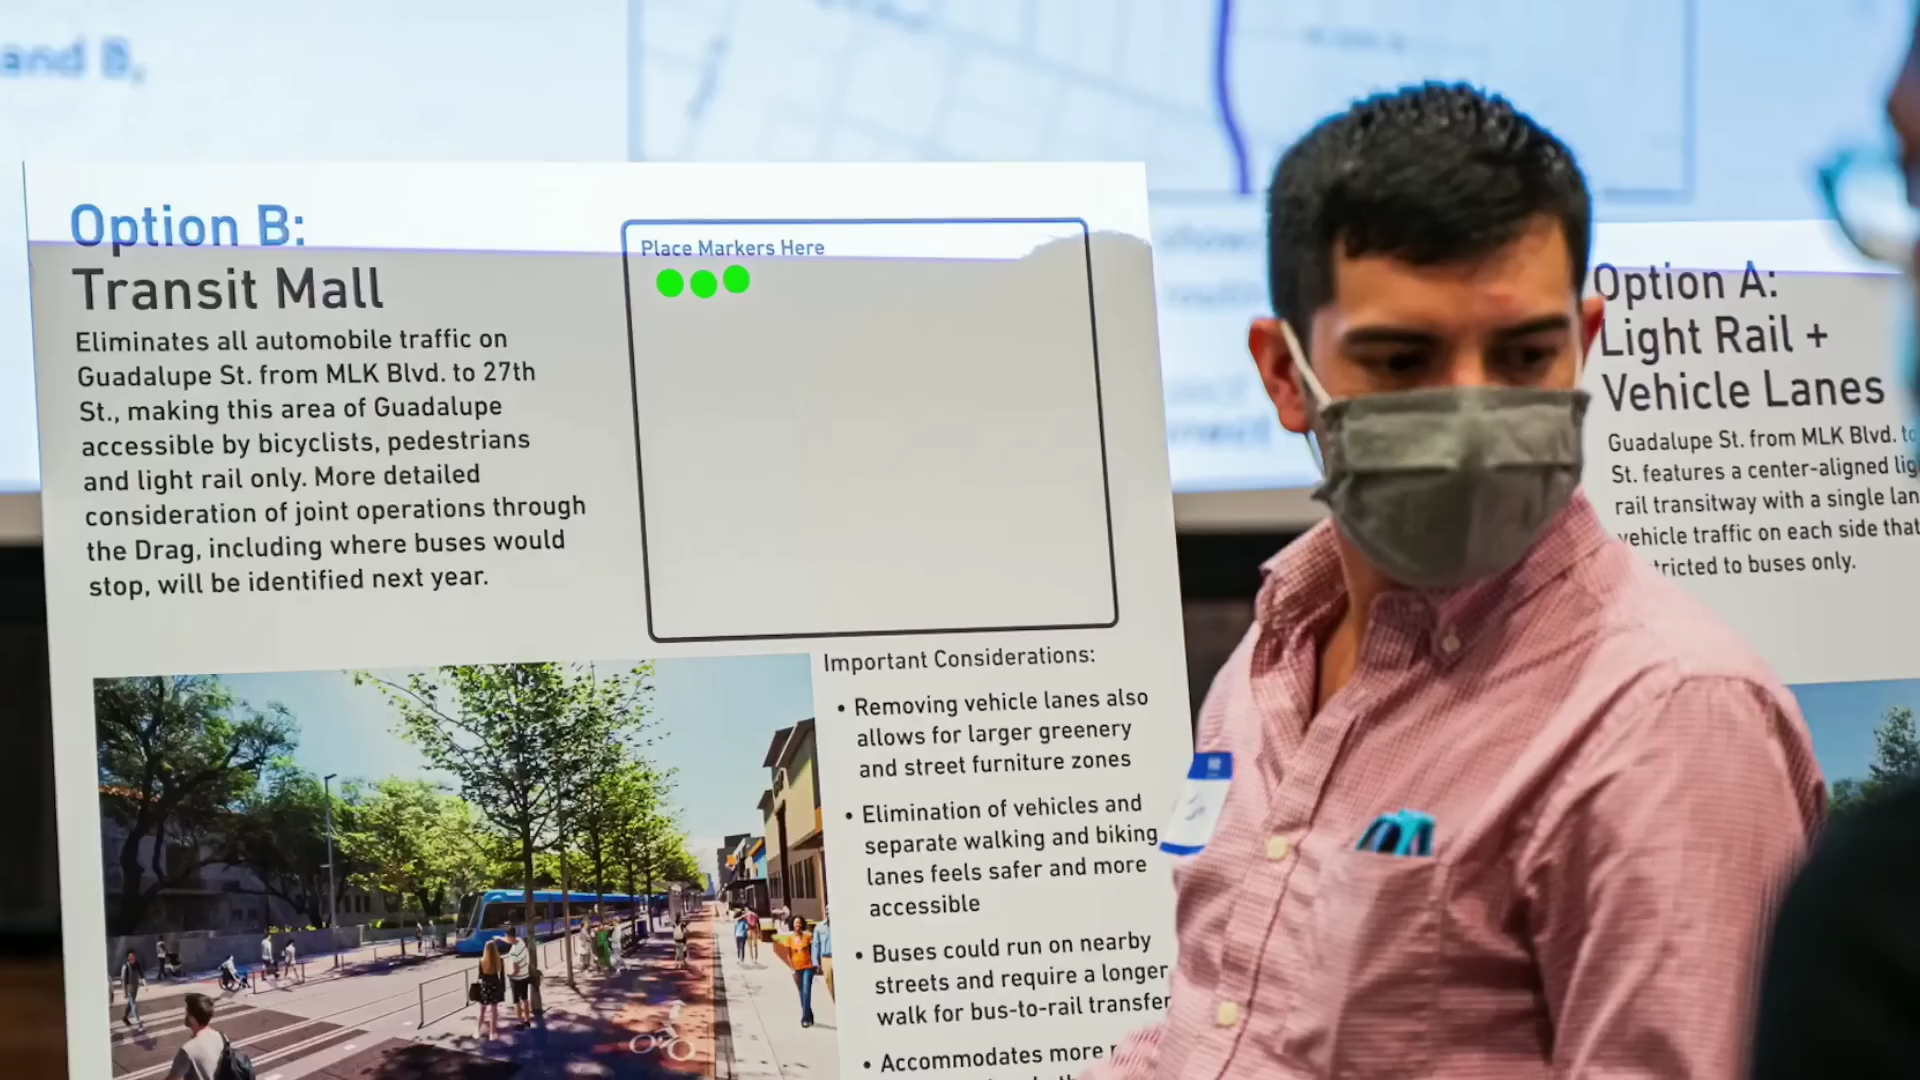 and B,
Option B:
Transit Mall
Eliminates all automobile traffic on
Guadalupe St. from MLK Blvd. to 27th
St., making this area of Guadalupe
accessible by bicyclists, pedestrians
and light rail only. More detailed
consideration of joint operations through
the Drag, including where buses would
stop, will be identified next year.
Place Markers Here
Important Considerations:
• Removing vehicle lanes also
allows for larger greenery
and street furniture zones
• Elimination of vehicles and
separate walking and biking
lanes feels safer and more
accessible
• Buses could run on nearby
streets and require a longer
walk for bus-to-rail transfer
• Accommodates more
Option A:
Light Rail +
Vehicle Lanes
Guadalupe St. from MLK Blvd. to
St. features a center-aligned
rail transitway with a single
vehicle traffic on each side that
to buses only.